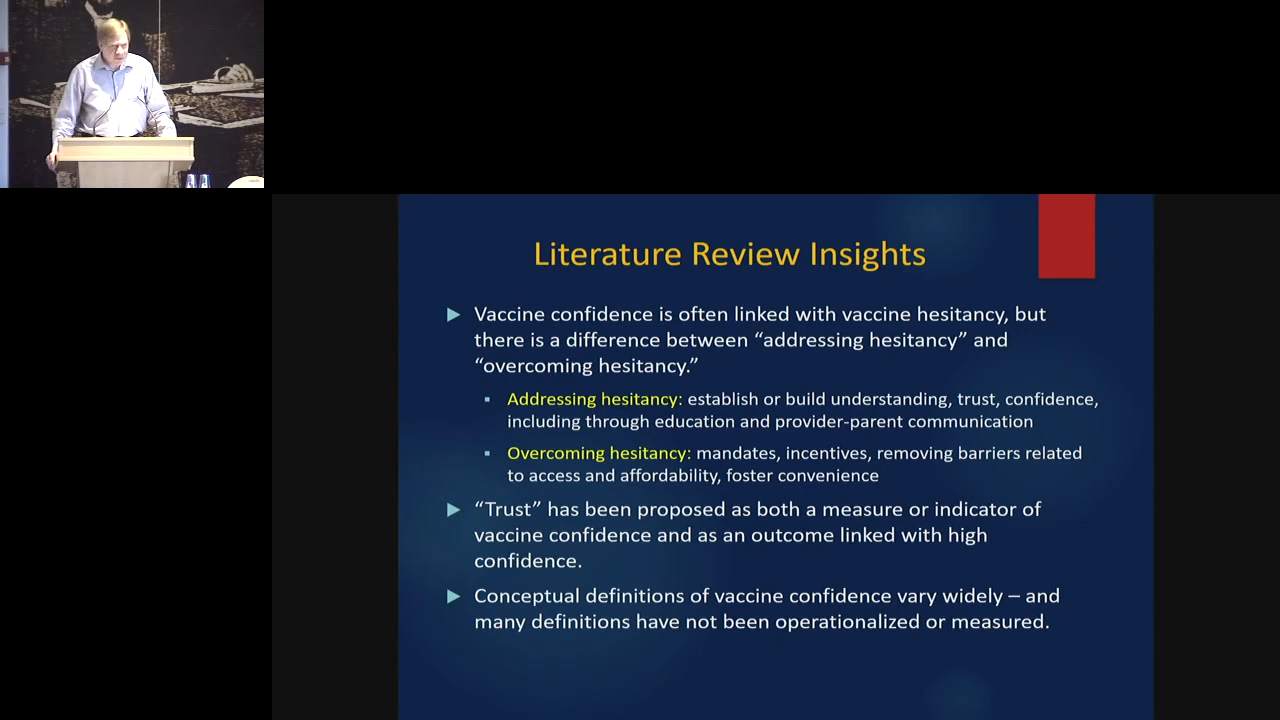 Literature Review Insights
Vaccine confidence is often linked with vaccine hesitancy, but
there is a difference between “addressing hesitancy” and
“overcoming hesitancy.”
Addressing hesitancy: establish or build understanding, trust, confidence,
including through education and provider-parent communication
Overcoming hesitancy: mandates, incentives, removing barriers related
to access and affordability, foster convenience
“Trust” has been proposed as both a measure or indicator of
vaccine confidence and as an outcome linked with high
confidence.
Conceptual definitions of vaccine confidence vary widely – and
many definitions have not been operationalized or measured.